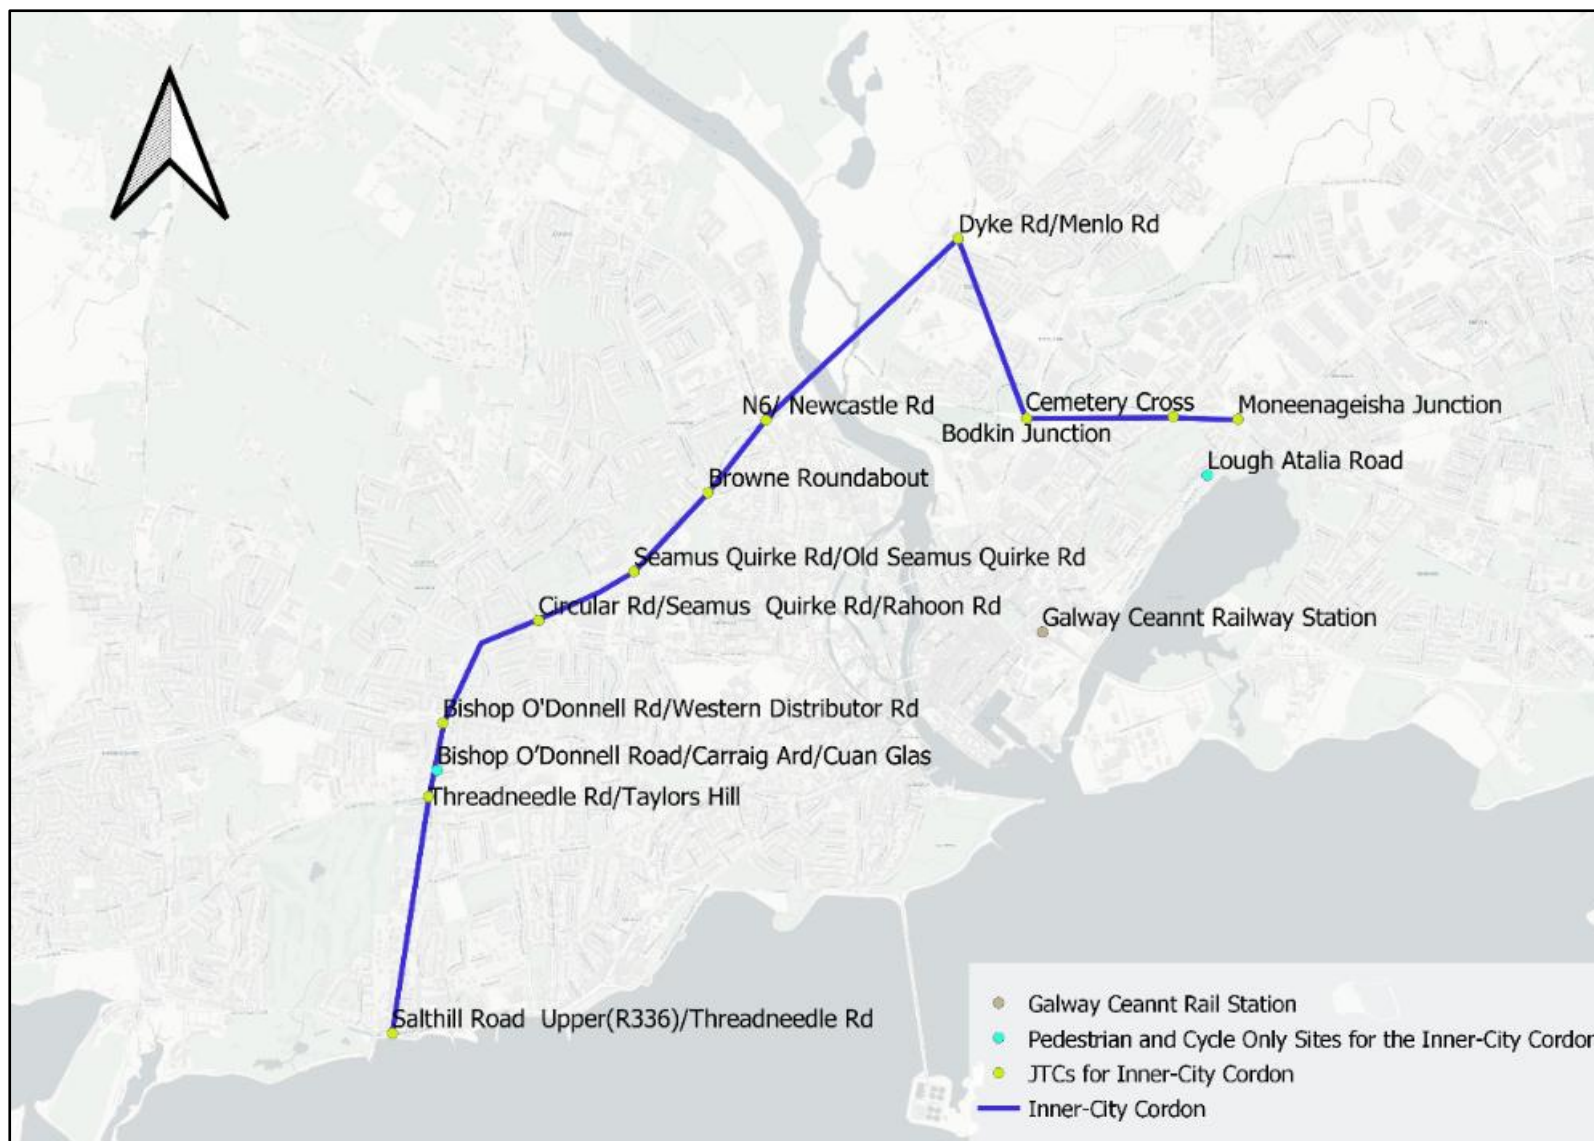 Dyke Rd/Menlo Rd
N6/ Newcastle Rd
Cemetery Cross
Moneenageisha Junction
Bodkin Junction
Lough Atalia Road
Browne Roundabout
Seamus Quirke Rd/Old Seamus Quirke Rd
Circular Rd/Seamus  Quirke Rd/Rahoon Rd
Galway Ceannt Railway Station
Bishop O'Donnell Rd/Western Distributor Rd
Bishop O’Donnell Road/Carraig Ard/Cuan Glas
Threadneedle Rd/Taylors Hill
Salthill Road  Upper(R336)/Threadneedle Rd
Galway Ceannt Rail Station
Pedestrian and Cycle Only Sites for the Inner-City Cordon
JTCs for Inner-City Cordon
Inner-City Cordon